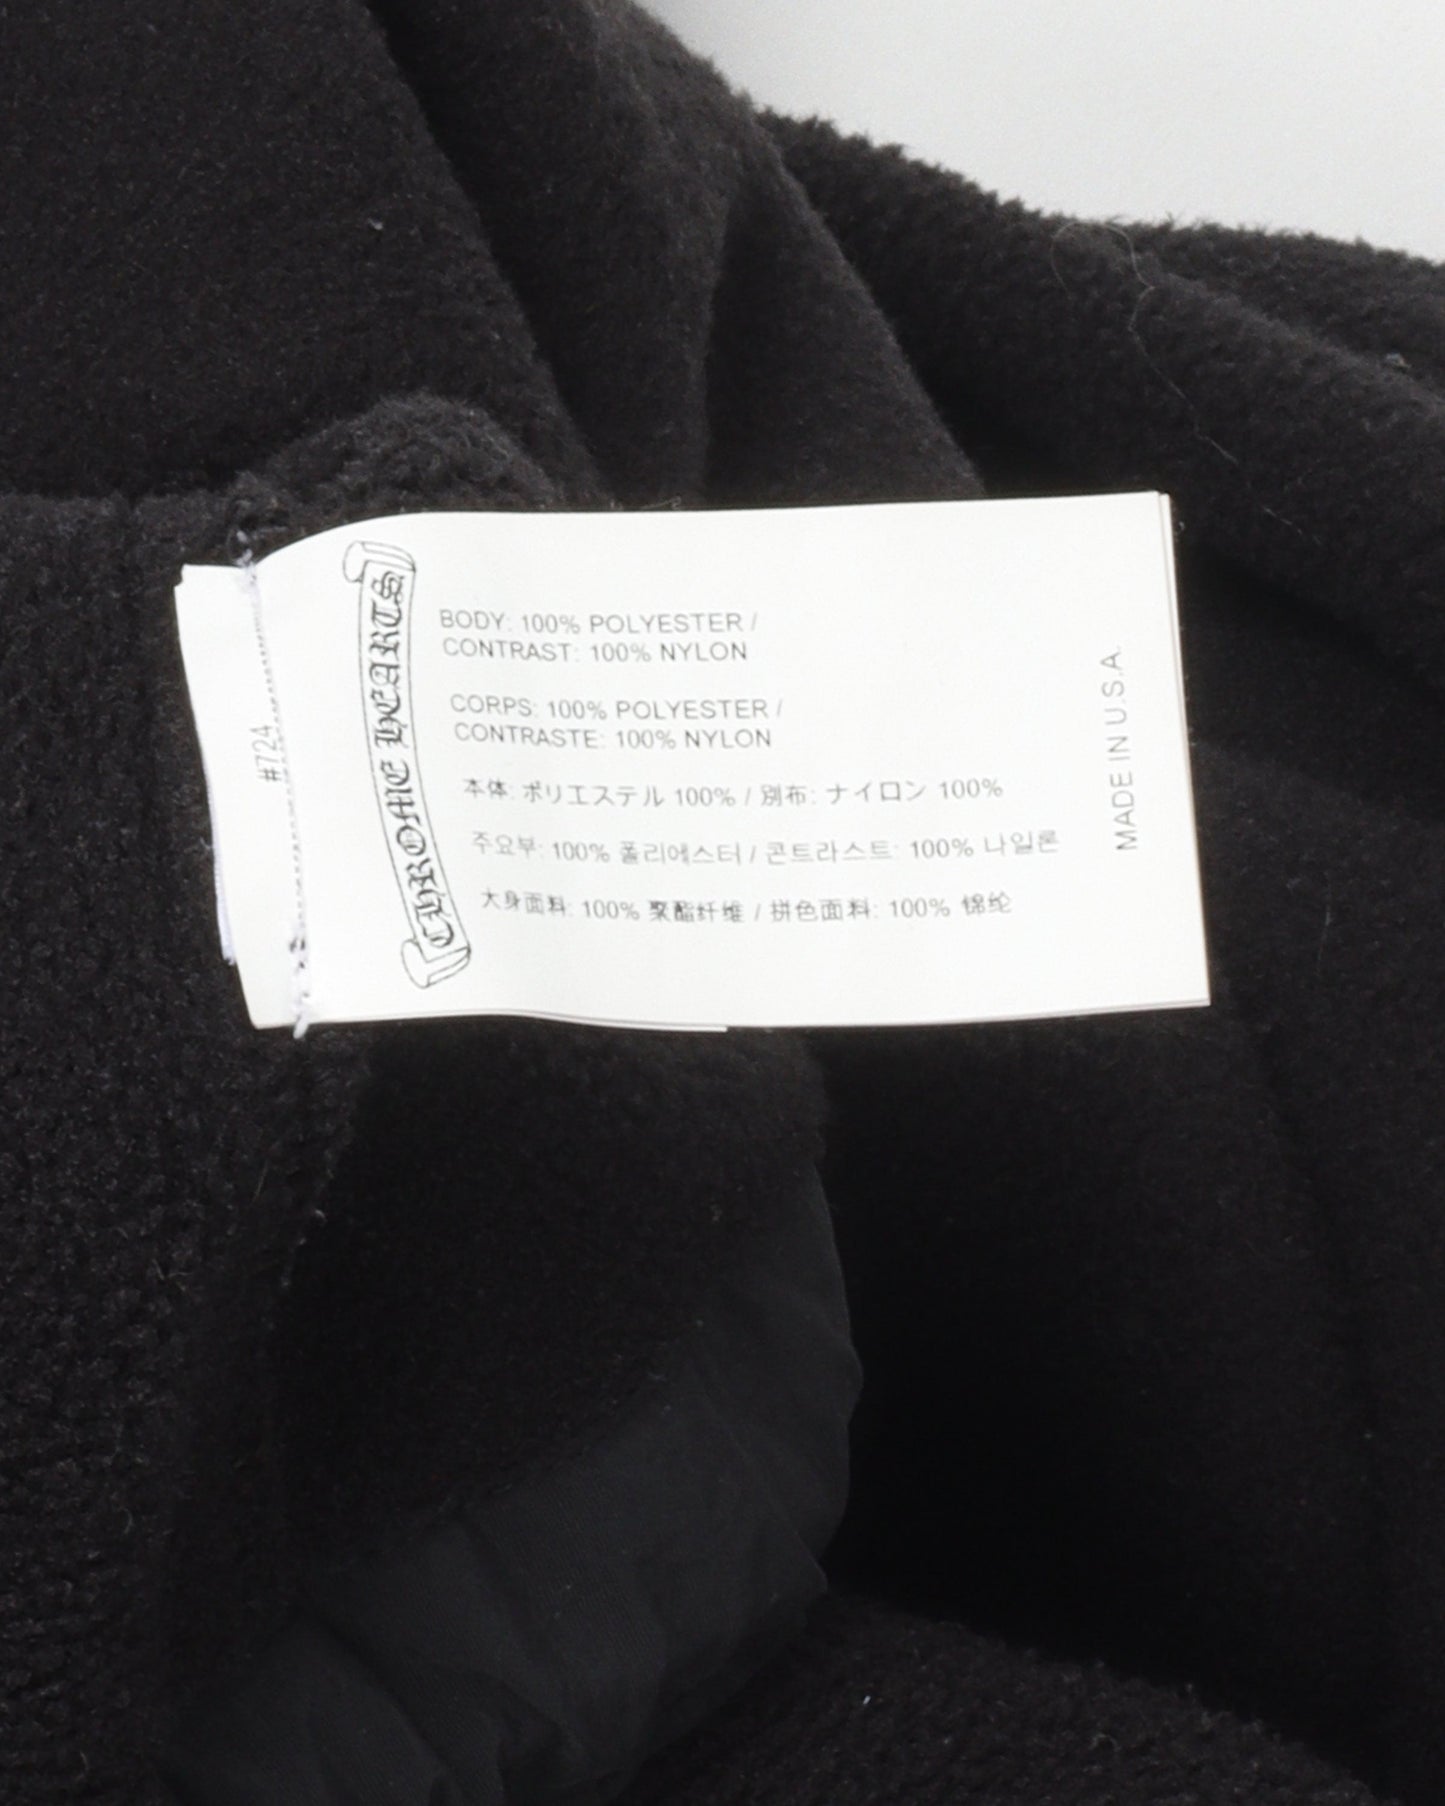 #724
CHROME HEARTS
BODY: 100% POLYESTER /
CONTRAST: 100% NYLON
CORPS: 100% POLYESTER /
CONTRASTE: 100% NYLON
本体: ポリエステル 100% / 別布: ナイロン 100%
주요부: 100% 폴리에스터 / 콘트라스트: 100% 나일론
大身面料: 100% 聚酯纤维 / 拼色面料: 100% 锦纶
MADE IN U.S.A.